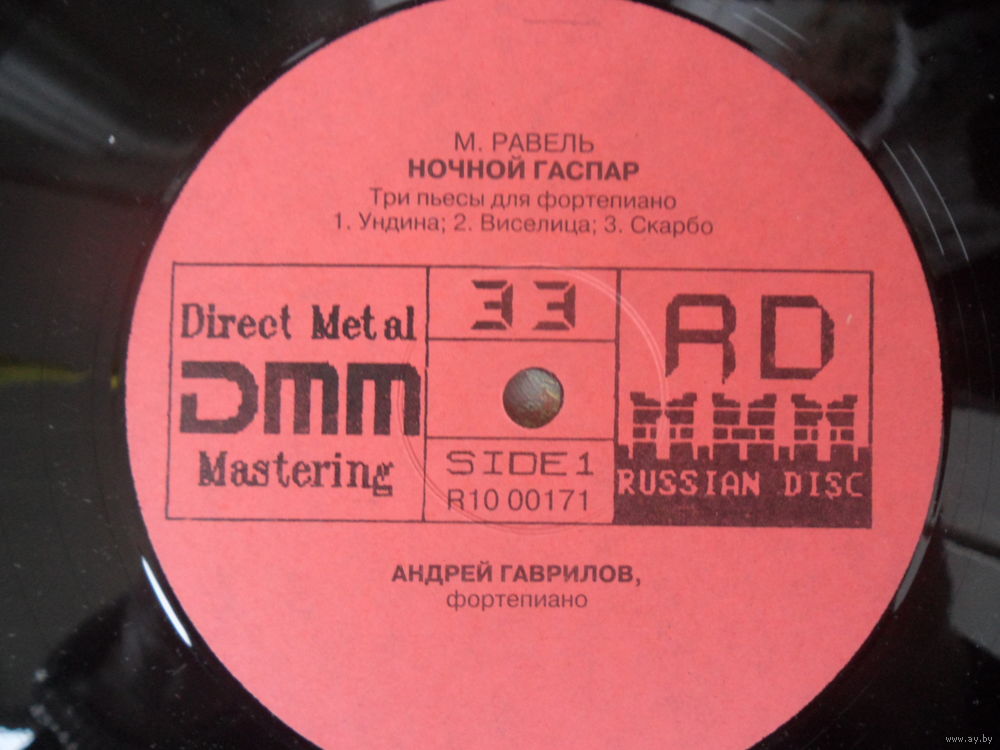 М. РАВЕЛЬ
НОЧНОЙ ГАСПАР
Три пьесы для фортепиано
1. Ундина; 2. Виселица; 3. Скарбо
Direct Metal
DMM
Mastering
33
SIDE 1
R10 00171
RD
RUSSIAN DISC
АНДРЕЙ ГАВРИЛОВ,
фортепиано
www.ay.by